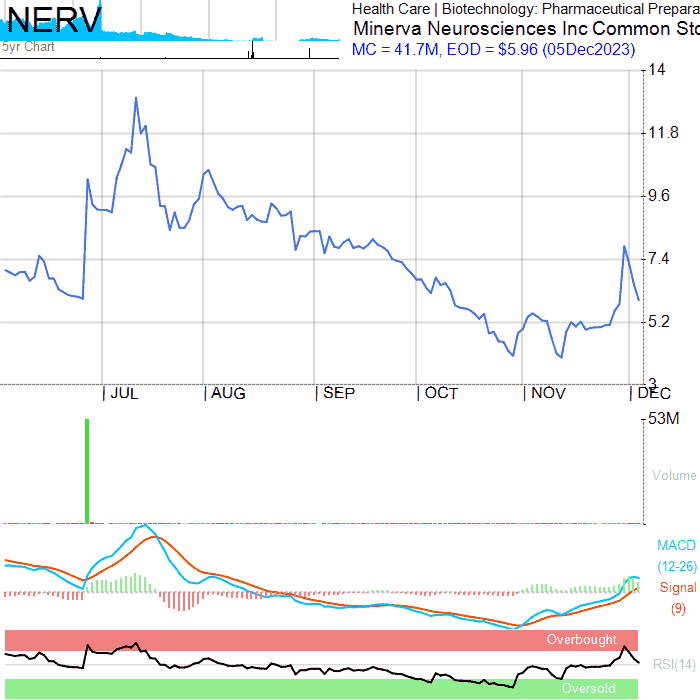 NERV
5yr Chart
Health Care | Biotechnology: Pharmaceutical Prepara
Minerva Neurosciences Inc Common Sto
MC = 41.7M, EOD = $5.96 (05Dec2023)
14
11.8
9.6
7.4
5.2
3
| JUL | AUG | SEP | OCT | NOV | DEC
53M
Volume
MACD
(12-26)
Signal
(9)
Overbought
RSI(14)
Oversold